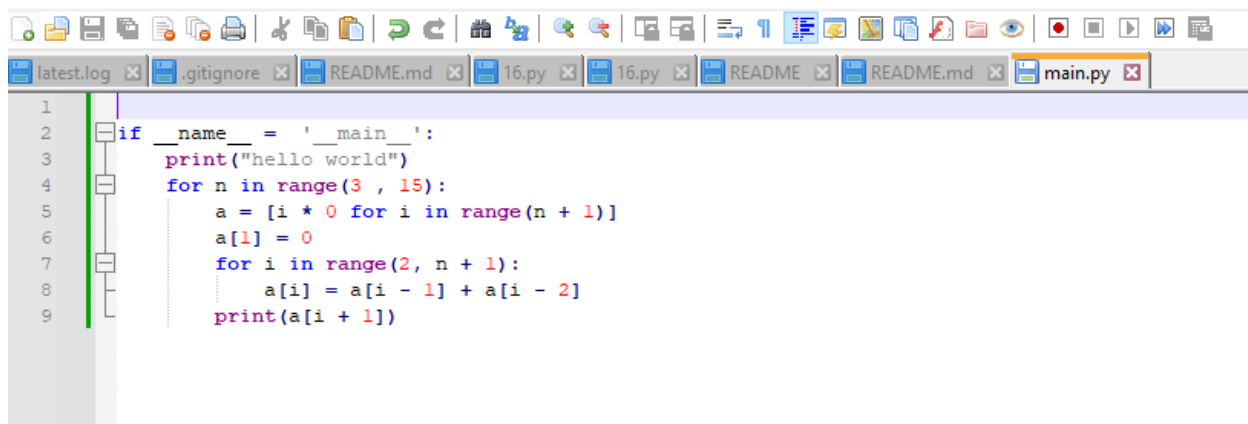 latest.log .gitignore README.md 16.py 16.py README README.md main.py
1
2 if __name__ = '__main__':
3     print("hello world")
4     for n in range(3 , 15):
5         a = [i * 0 for i in range(n + 1)]
6         a[1] = 0
7         for i in range(2, n + 1):
8             a[i] = a[i - 1] + a[i - 2]
9         print(a[i + 1])